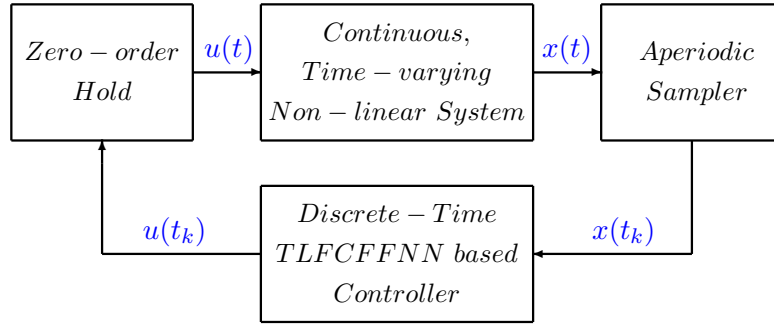 Zero – order
Hold
u(t)
Continuous,
Time – varying
Non – linear System
x(t)
Aperiodic
Sampler
u(t_k)
Discrete – Time
TLFCFFNN based
Controller
x(t_k)